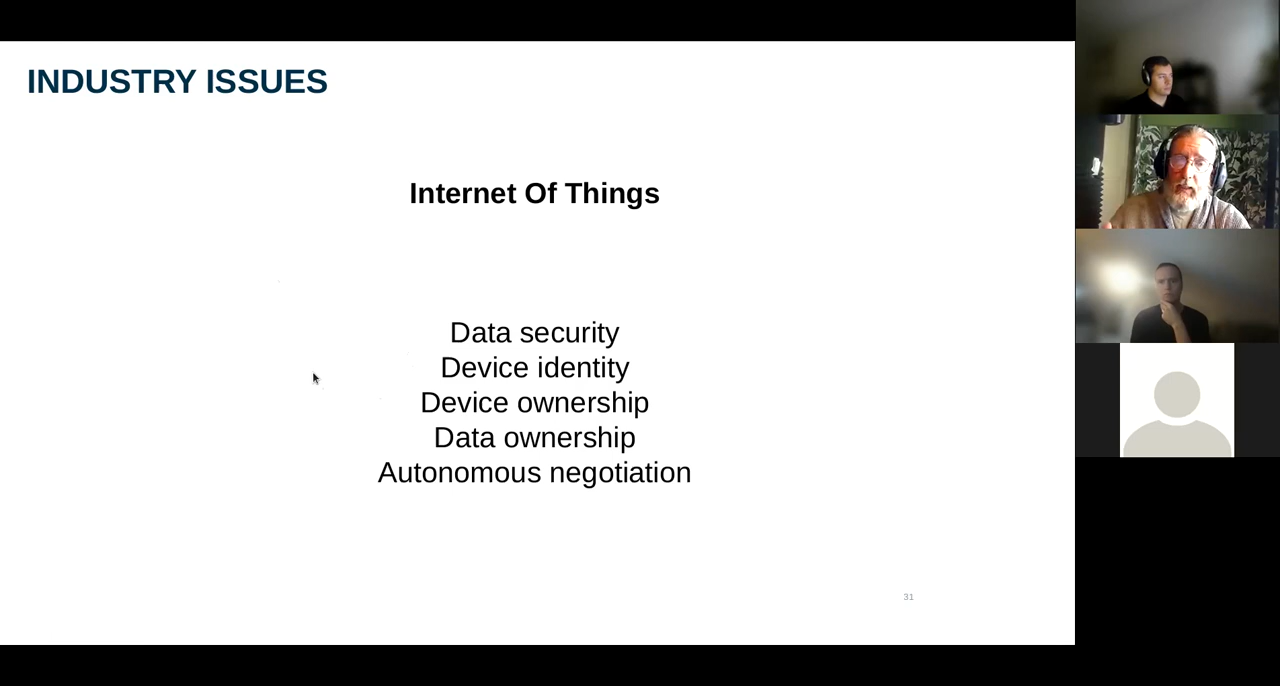 INDUSTRY ISSUES
Internet Of Things
Data security
Device identity
Device ownership
Data ownership
Autonomous negotiation
31